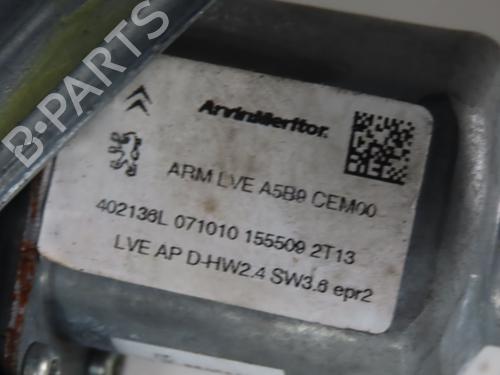 B-PARTS
ArvinMeritor.
ARM LVE A5B9 CEM00
402136L 071010 155509 2T13
LVE AP D-HW2.4 SW3.6 epr2